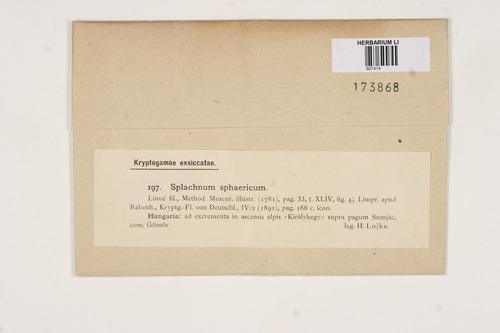 HERBARIUM LI
607414
173868
Kryptogamae exsiccatae.
197. Splachnum sphaericum.
Linné fil., Method. Muscor. illustr. (1781), pag. 33, t. XLIV, fig. 4; Limpr. apud
Rabenh., Kryptg.-Fl. von Deutschl., IV/2 (1891), pag. 166 c. icon.
Hungaria: ad excrementa in ascensu alpis «Királyhegy» supra pagum Sumjác,
com. Gömör leg. H. Lojka.